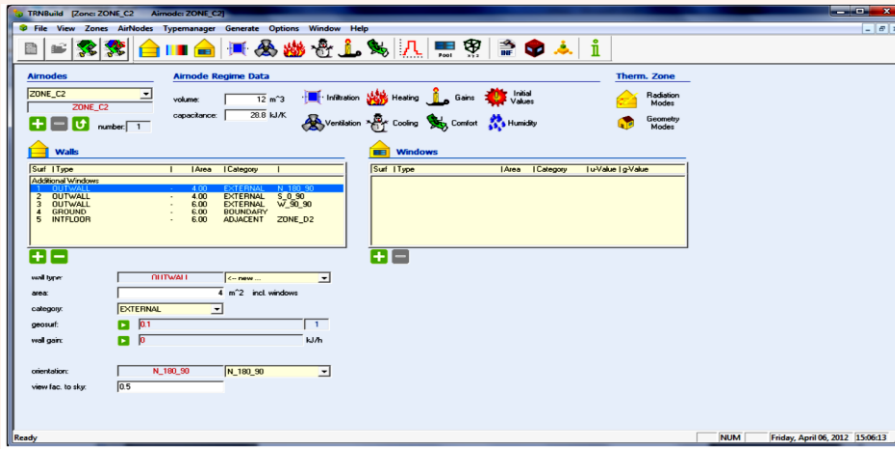 TRNBuild [Zone: ZONE_C2 Airnode: ZONE_C2]
File View Zones AirNodes Typemanager Generate Options Window Help
Airnodes
ZONE_C2
ZONE_C2
number: 1
Airnode Regime Data
volume: 12 m^3
capacitance: 28.8 kJ/K
Infiltration Heating Gains Initial Values
Ventilation Cooling Comfort Humidity
Therm. Zone
Radiation Modes
Geometry Modes
Walls
Surf Type Area Category
Additional Windows
1 OUTWALL - 4.00 EXTERNAL N_180_90
2 OUTWALL - 4.00 EXTERNAL S_0_90
3 OUTWALL - 6.00 EXTERNAL W_90_90
4 GROUND - 6.00 BOUNDARY
5 INTFLOOR - 6.00 ADJACENT ZONE_D2
Windows
Surf Type Area Category u-Value g-Value
wall type: OUTWALL <-- new ...
area: 4 m^2 incl. windows
category: EXTERNAL
geosurf: 0.1 1
wall gain: 0 kJ/h
orientation: N_180_90 N_180_90
view fac. to sky: 0.5
Ready NUM Friday, April 06, 2012 15:06:13